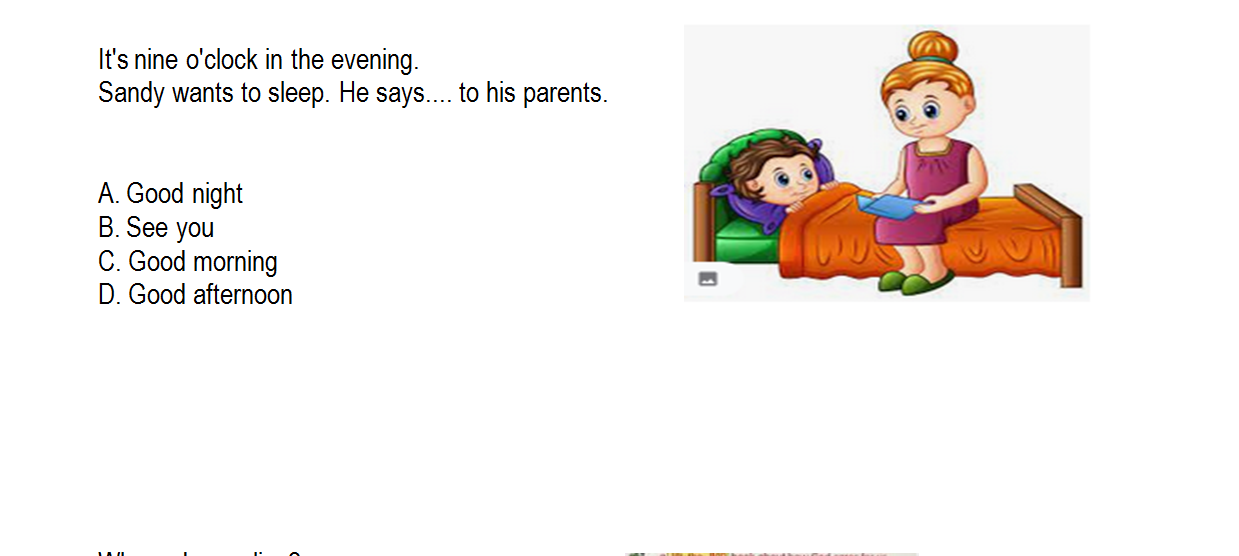 It's nine o'clock in the evening.
Sandy wants to sleep. He says.... to his parents.
A. Good night
B. See you
C. Good morning
D. Good afternoon